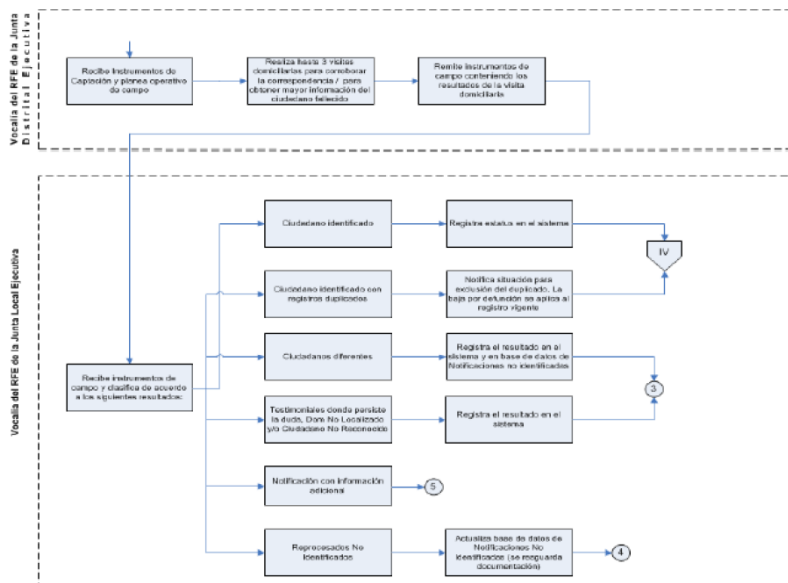 Vocalía del RFE de la Junta
Distrital Ejecutiva
Recibe Instrumentos de
Captación y planea operativo
de campo
Realiza hasta 3 visitas
domiciliarias para corroborar
la correspondencia / para
obtener mayor información del
ciudadano fallecido
Remite instrumentos de
campo conteniendo los
resultados de la visita
domiciliaria
Vocalía del RFE de la Junta Local Ejecutiva
Recibe instrumentos de
campo y clasifica de acuerdo
a los siguientes resultados:
Ciudadano identificado
Registra estatus en el sistema
IV
Ciudadano identificado con
registros duplicados
Notifica situación para
exclusión del duplicado. La
baja por defunción se aplica al
registro vigente
Ciudadanos diferentes
Registra el resultado en el
sistema y en base de datos de
Notificaciones no identificadas
3
Testimoniales donde persiste
la duda, Dom No Localizado
y/o Ciudadano No Reconocido
Registra el resultado en el
sistema
Notificación con información
adicional
5
Reprocesados No
Identificados
Actualiza base de datos de
Notificaciones No
Identificadas (se resguarda
documentación)
4